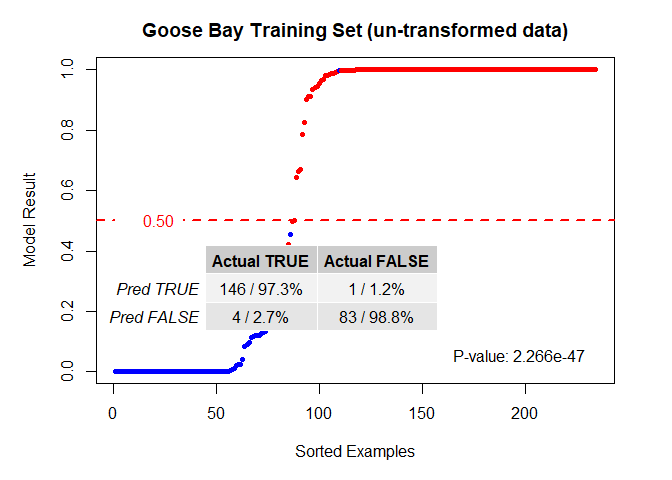 Goose Bay Training Set (un-transformed data)
Model Result
1.0
0.8
0.6
0.50
0.4
Actual TRUE Actual FALSE
Pred TRUE 146 / 97.3% 1 / 1.2%
0.2
Pred FALSE 4 / 2.7% 83 / 98.8%
P-value: 2.266e-47
0.0
0 50 100 150 200
Sorted Examples